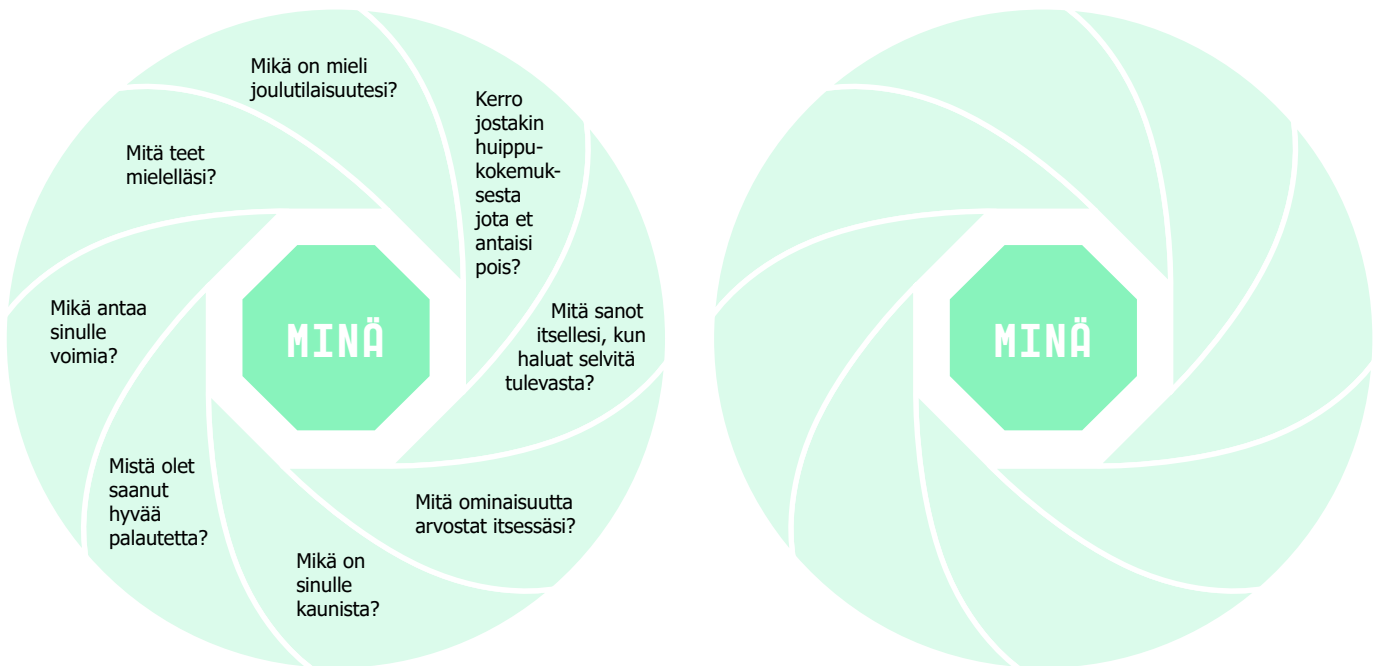 Mikä on mieli
joulutilaisuutesi?
Kerro
jostakin
huippu-
kokemuk-
sesta
jota et
antaisi
pois?
Mitä sanot
itsellesi, kun
haluat selvitä
tulevasta?
Mitä ominaisuutta
arvostat itsessäsi?
Mikä on
sinulle
kaunista?
Mistä olet
saanut
hyvää
palautetta?
Mikä antaa
sinulle
voimia?
Mitä teet
mielelläsi?
MINÄ
MINÄ